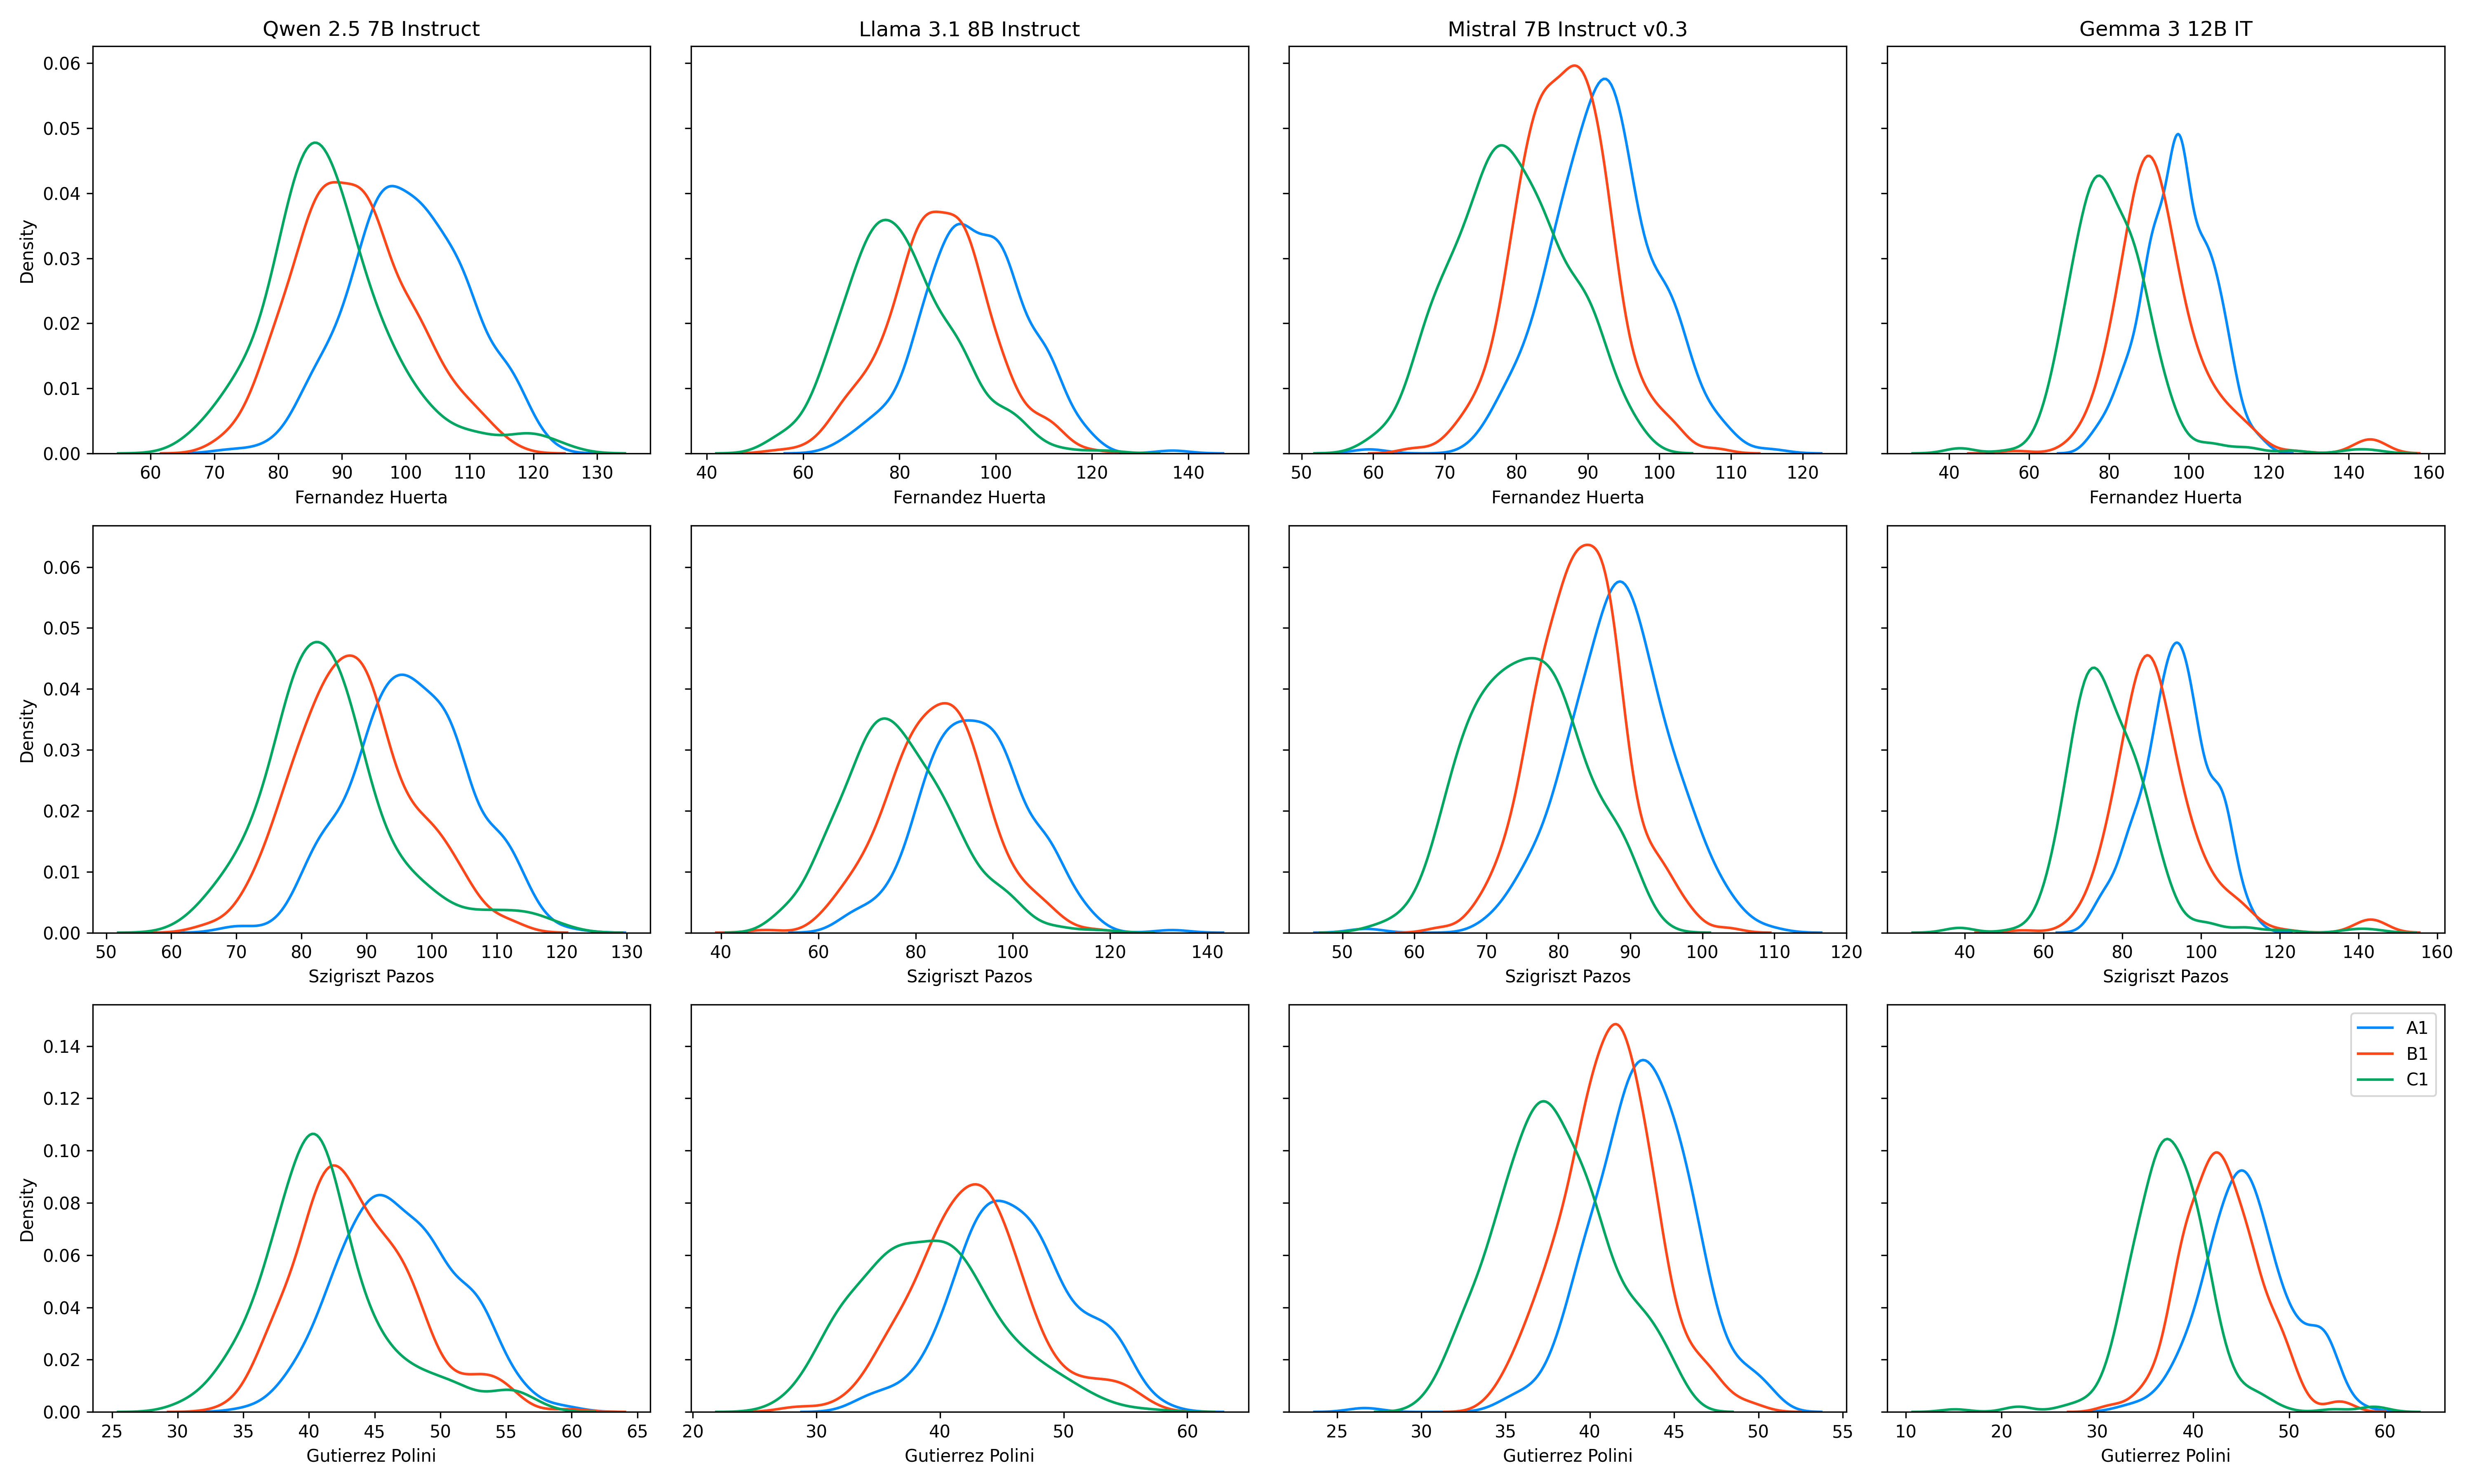 Qwen 2.5 7B Instruct
Llama 3.1 8B Instruct
Mistral 7B Instruct v0.3
Gemma 3 12B IT
0.06
0.05
0.04
0.03
0.02
0.01
0.00
Density
60 70 80 90 100 110 120 130
40 60 80 100 120 140
50 60 70 80 90 100 110 120
40 60 80 100 120 140 160
Fernandez Huerta
Fernandez Huerta
Fernandez Huerta
Fernandez Huerta
0.06
0.05
0.04
0.03
0.02
0.01
0.00
Density
50 60 70 80 90 100 110 120 130
40 60 80 100 120 140
50 60 70 80 90 100 110 120
40 60 80 100 120 140 160
Szigriszt Pazos
Szigriszt Pazos
Szigriszt Pazos
Szigriszt Pazos
0.14
0.12
0.10
0.08
0.06
0.04
0.02
0.00
Density
A1
B1
C1
25 30 35 40 45 50 55 60 65
20 30 40 50 60
25 30 35 40 45 50 55
10 20 30 40 50 60
Gutierrez Polini
Gutierrez Polini
Gutierrez Polini
Gutierrez Polini